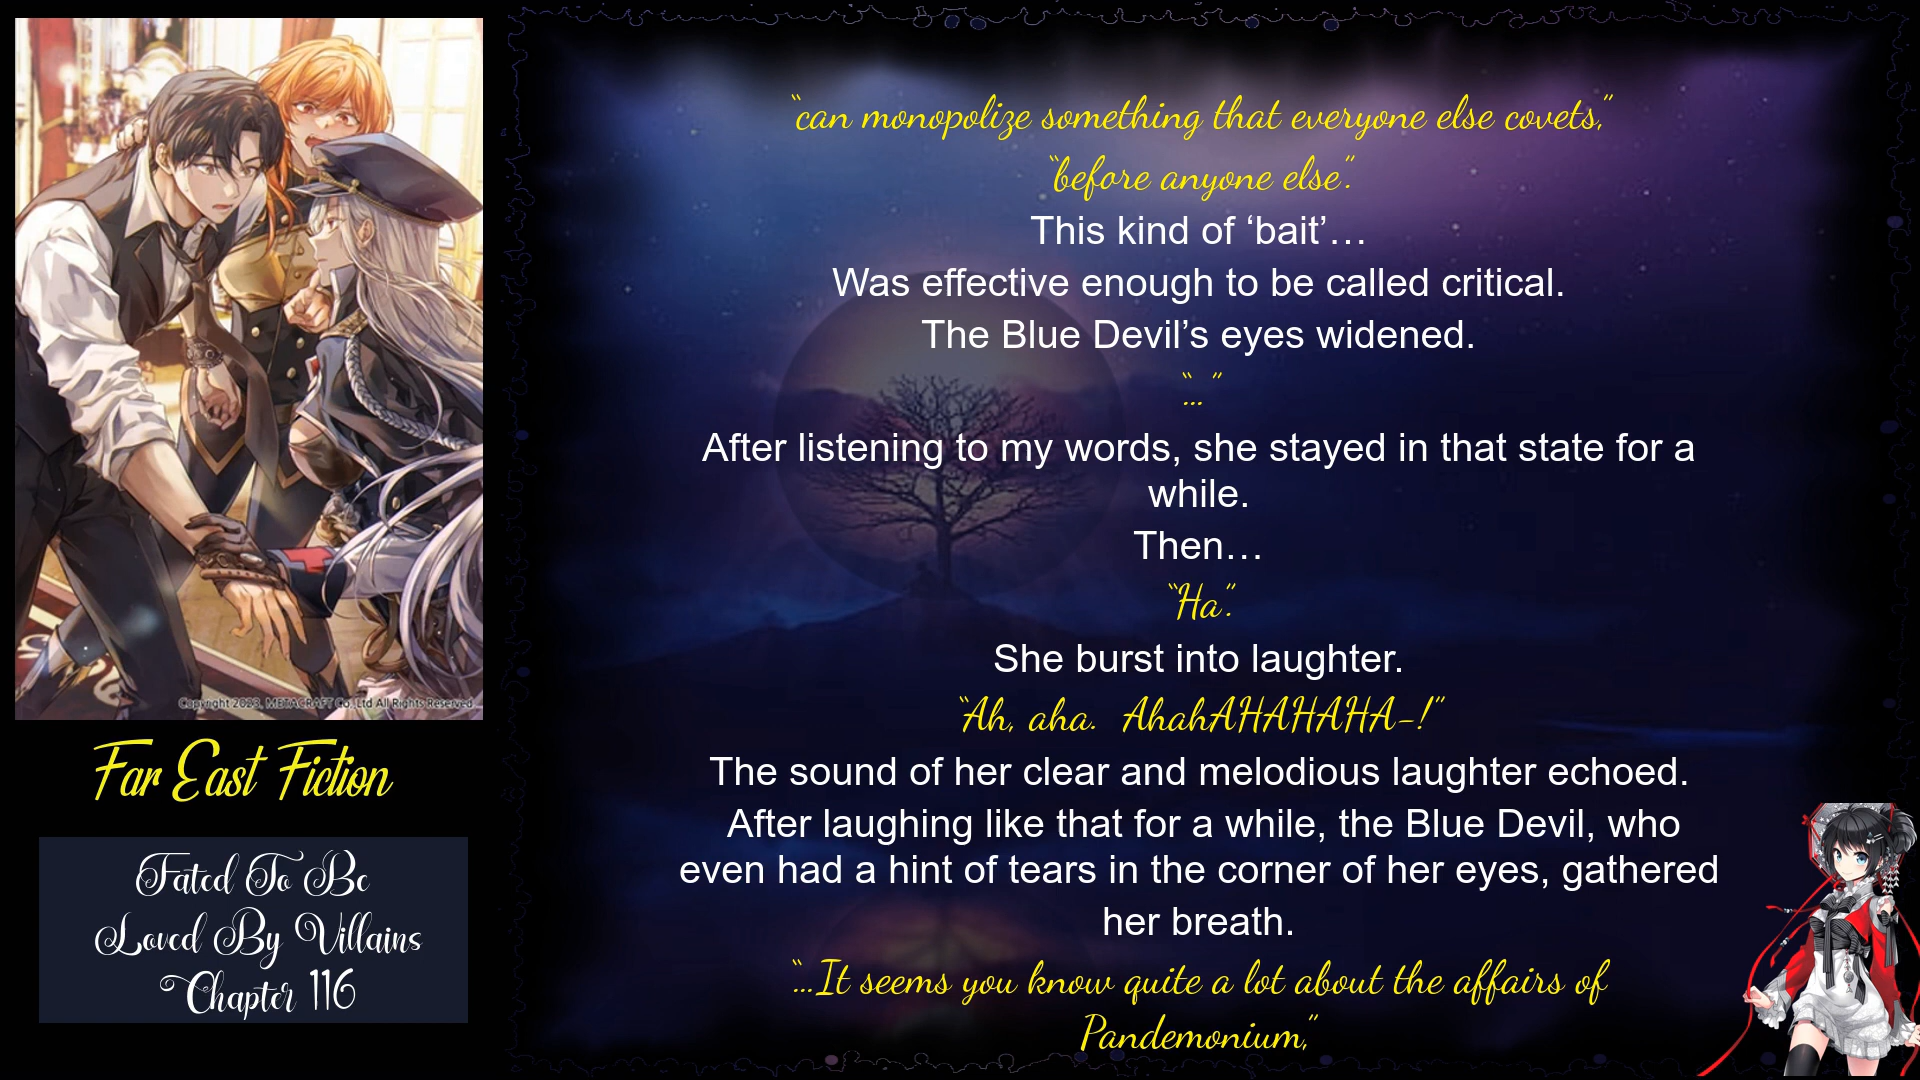 Copyright 2023, METACRAFT Co, Ltd All Rights Reserved
Far East Fiction
Fated To Be
Loved By Villains
Chapter 116
“can monopolize something that everyone else covets,”
“before anyone else”.
This kind of ‘bait’…
Was effective enough to be called critical.
The Blue Devil’s eyes widened.
“…”
After listening to my words, she stayed in that state for a
while.
Then…
“Ha”.
She burst into laughter.
“Ah, aha. AhahAHAHAHA-!”
The sound of her clear and melodious laughter echoed.
After laughing like that for a while, the Blue Devil, who
even had a hint of tears in the corner of her eyes, gathered
her breath.
“…It seems you know quite a lot about the affairs of
Pandemonium,”